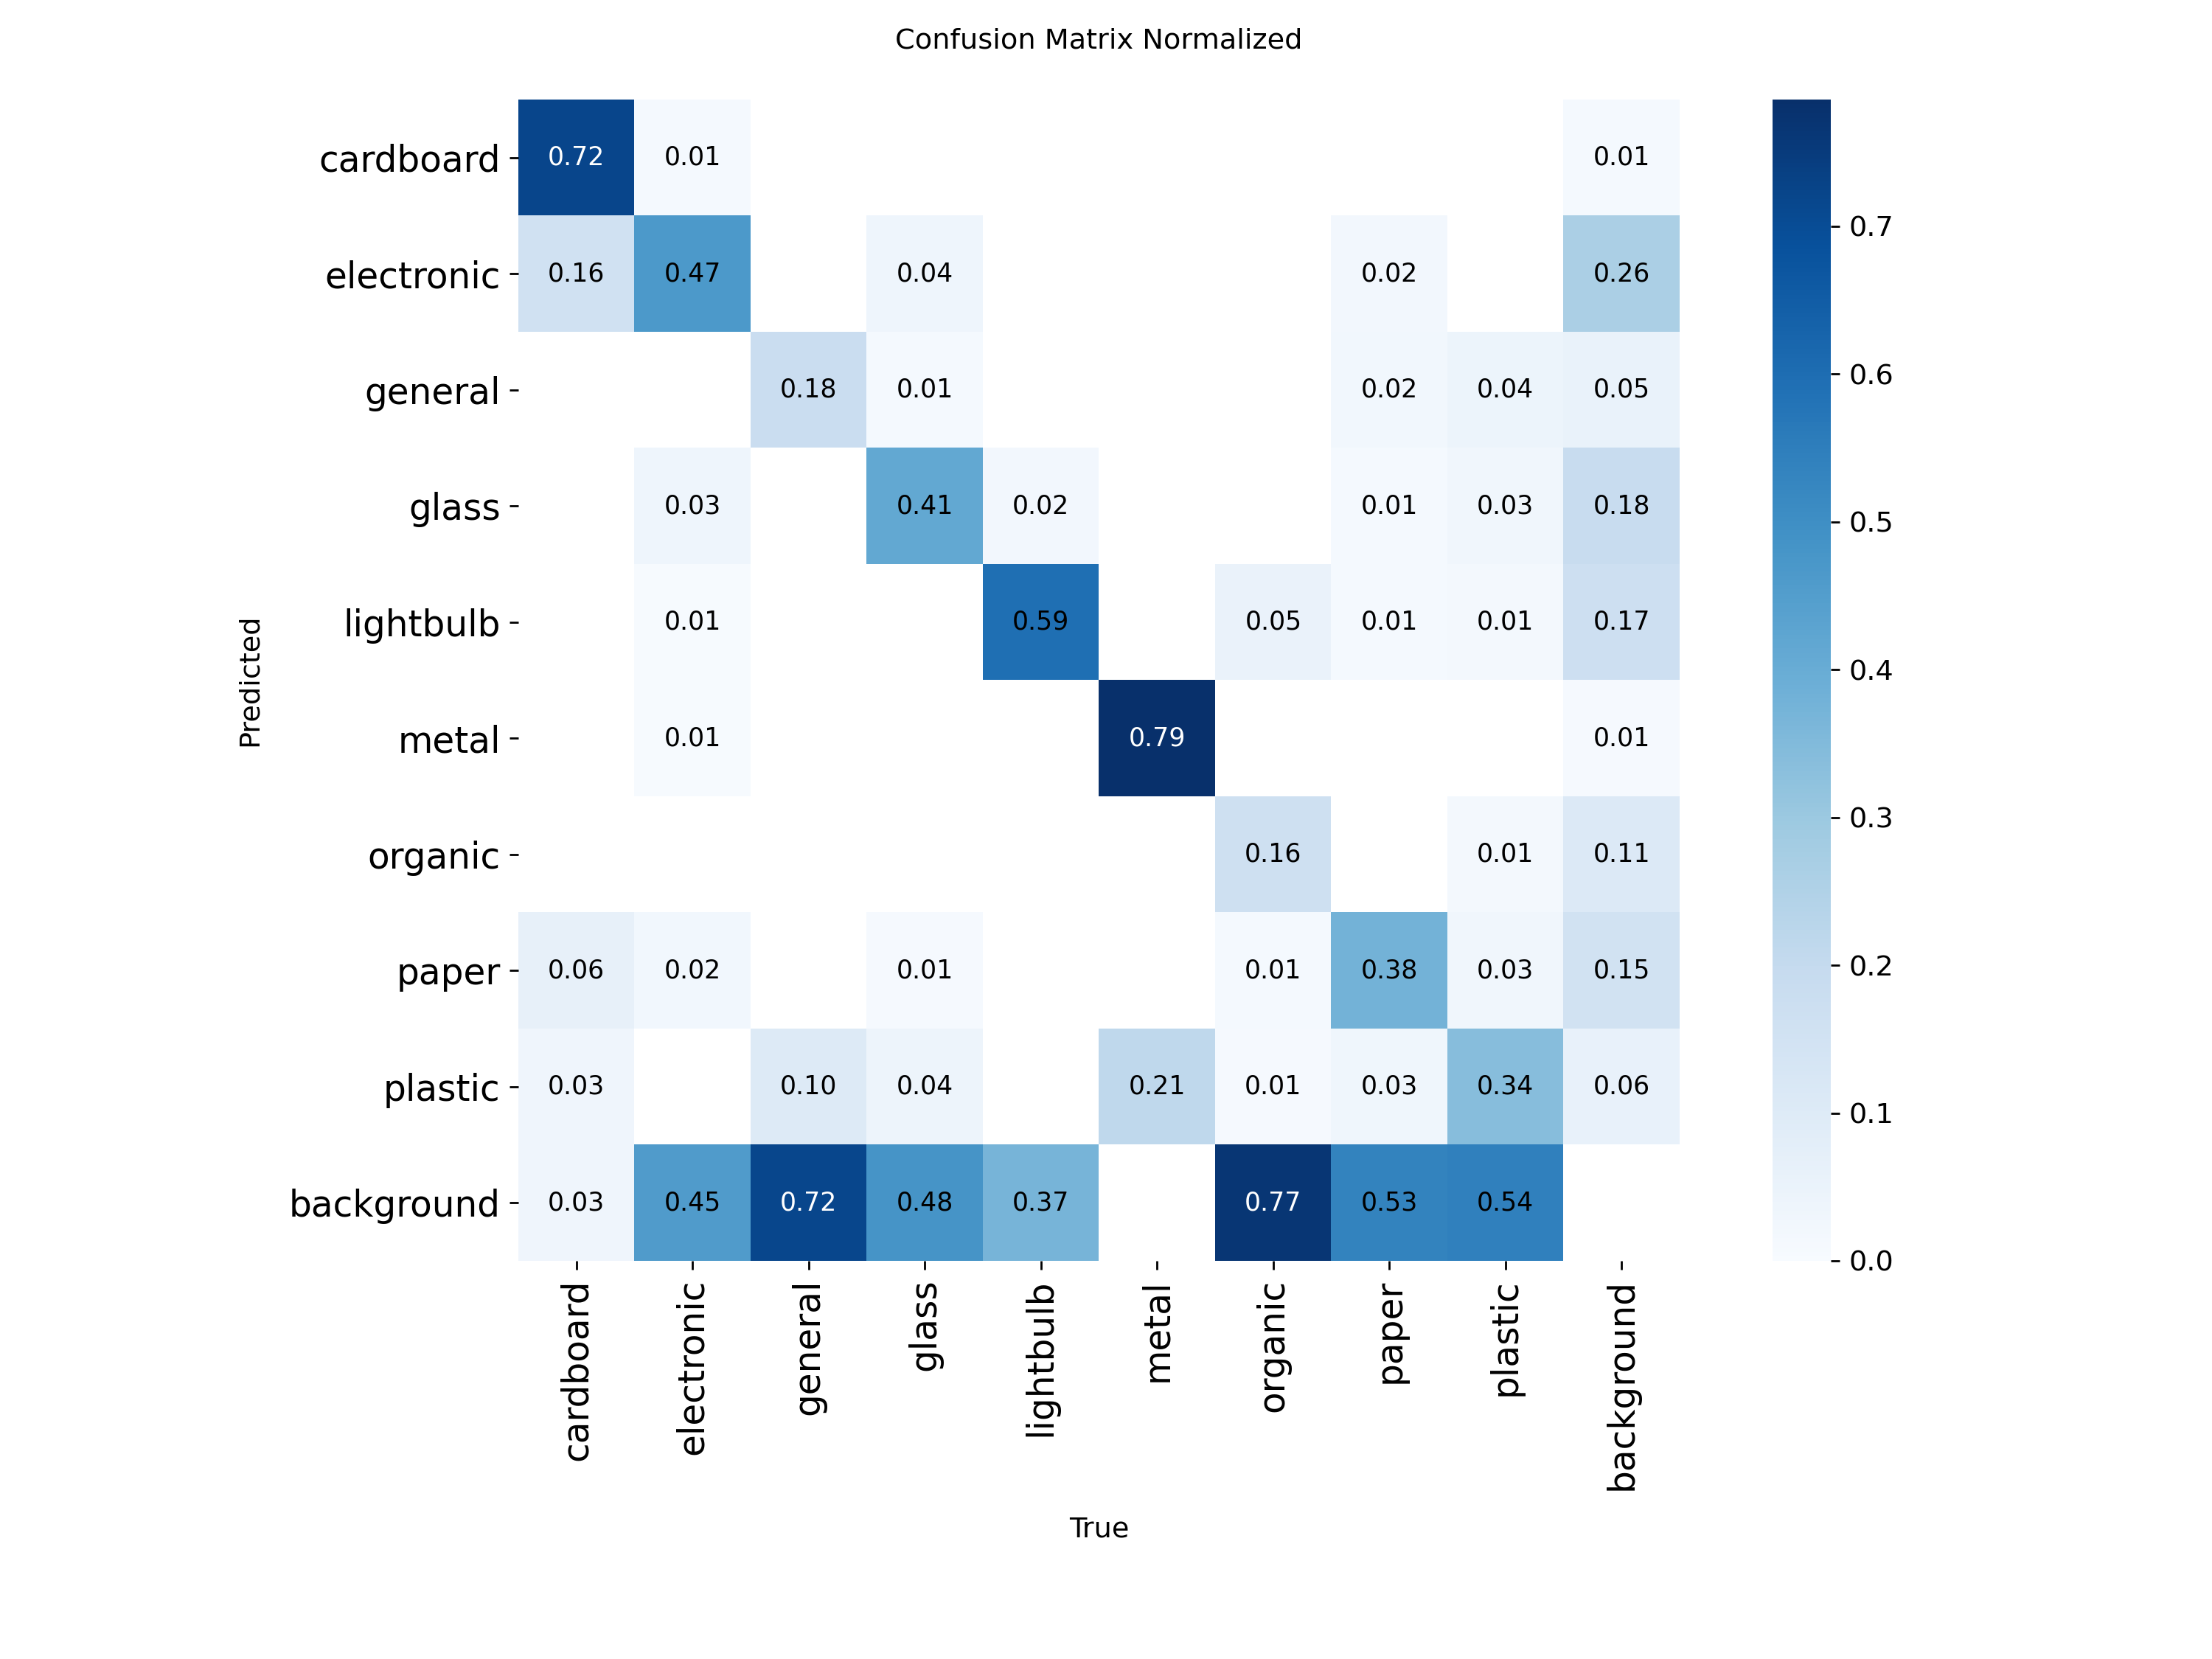 Confusion Matrix Normalized
cardboard 0.72 0.01 0.01
electronic 0.16 0.47 0.04 0.02 0.26 0.7
general 0.18 0.01 0.02 0.04 0.05 0.6
glass 0.03 0.41 0.02 0.01 0.03 0.18 0.5
lightbulb 0.01 0.59 0.05 0.01 0.01 0.17 0.4
Predicted
metal 0.01 0.79 0.01
organic 0.16 0.01 0.11 0.3
paper 0.06 0.02 0.01 0.01 0.38 0.03 0.15 0.2
plastic 0.03 0.10 0.04 0.21 0.01 0.03 0.34 0.06 0.1
background 0.03 0.45 0.72 0.48 0.37 0.77 0.53 0.54
0.0
cardboard electronic general glass lightbulb metal organic paper plastic background
True